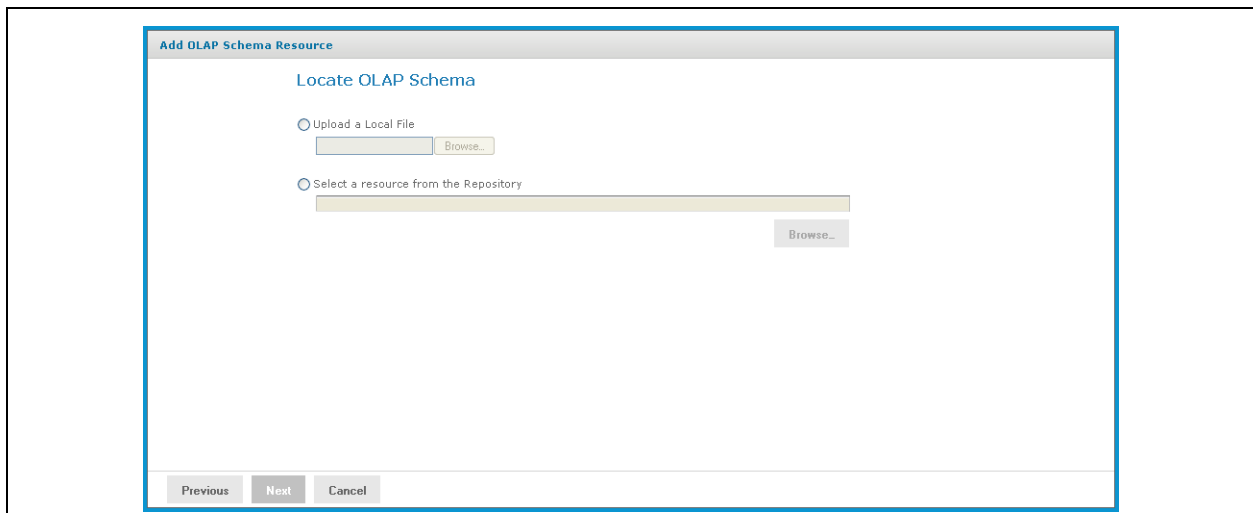 Add OLAP Schema Resource
Locate OLAP Schema
Upload a Local File
Browse...
Select a resource from the Repository
Browse...
Previous Next Cancel